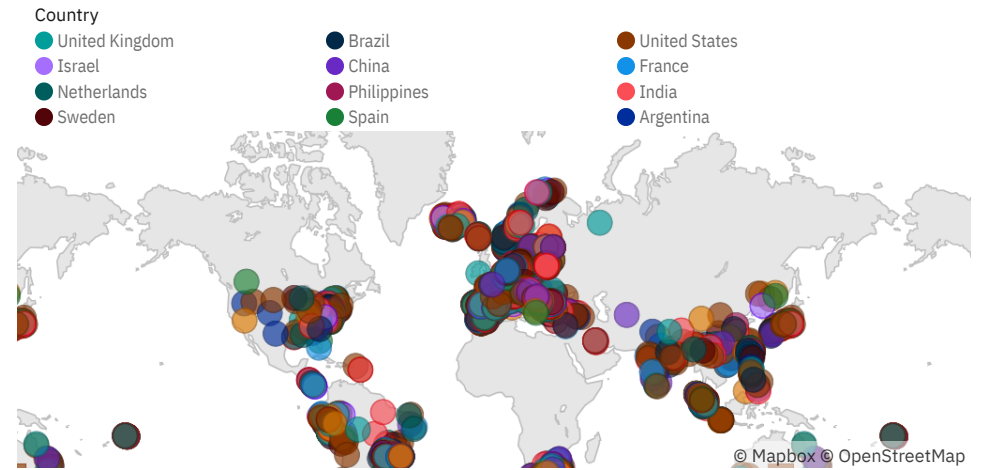 Country
United Kingdom
Brazil
United States
Israel
China
France
Netherlands
Philippines
India
Sweden
Spain
Argentina
© Mapbox © OpenStreetMap